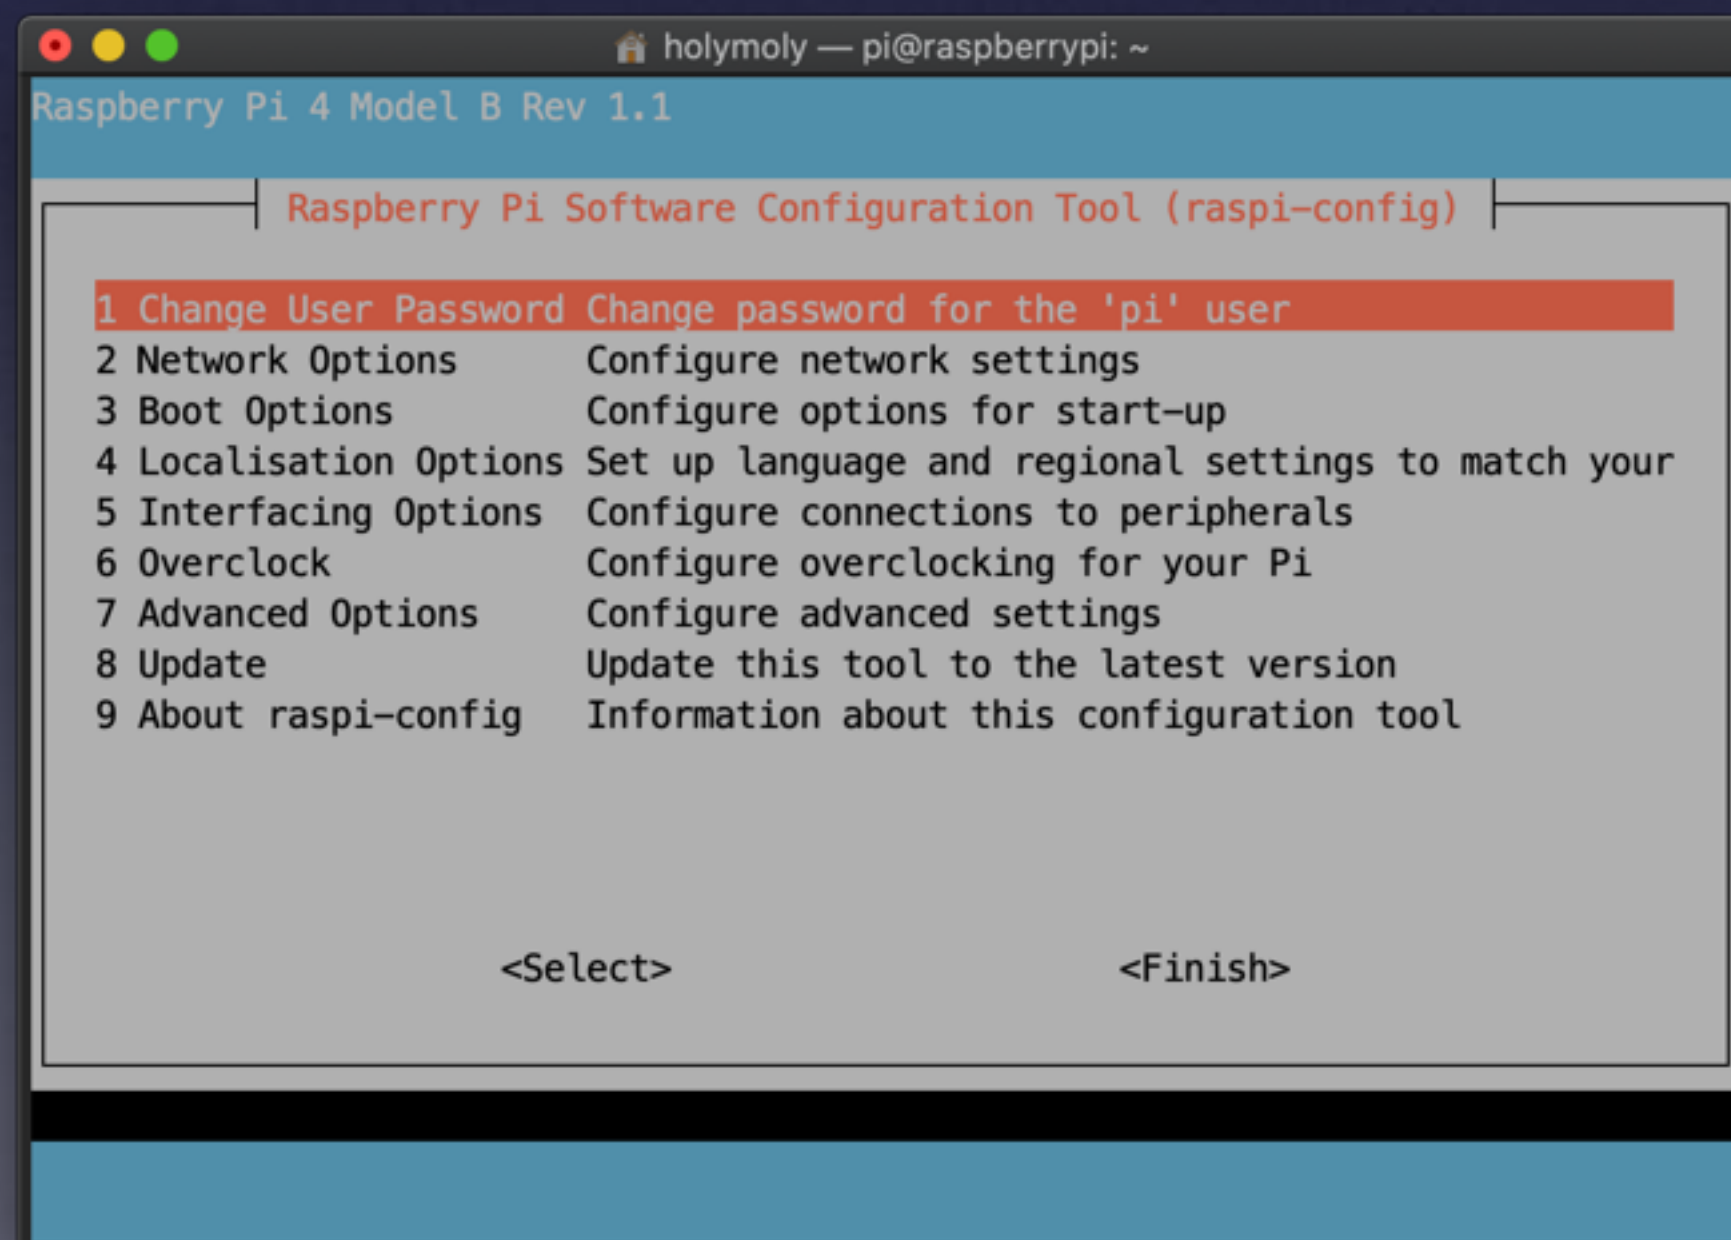 holymoly — pi@raspberrypi: ~
Raspberry Pi 4 Model B Rev 1.1
Raspberry Pi Software Configuration Tool (raspi-config)
1 Change User Password Change password for the 'pi' user
2 Network Options Configure network settings
3 Boot Options Configure options for start-up
4 Localisation Options Set up language and regional settings to match your
5 Interfacing Options Configure connections to peripherals
6 Overclock Configure overclocking for your Pi
7 Advanced Options Configure advanced settings
8 Update Update this tool to the latest version
9 About raspi-config Information about this configuration tool
<Select> <Finish>